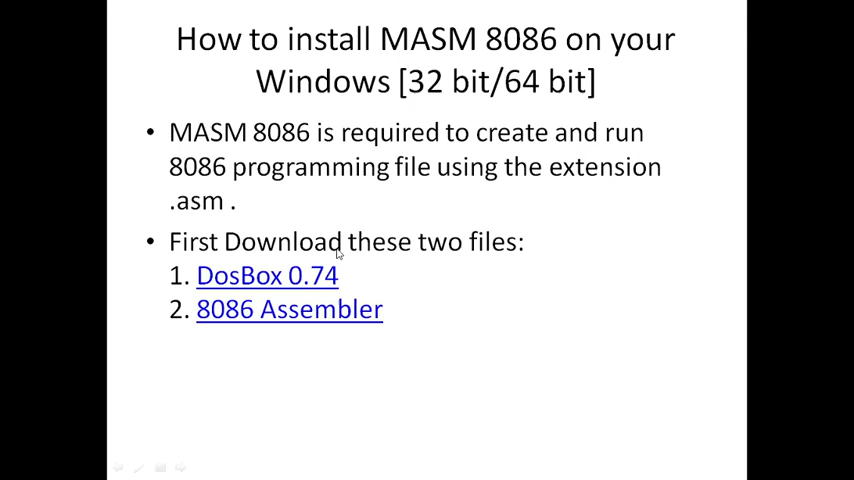 How to install MASM 8086 on your
Windows [32 bit/64 bit]
• MASM 8086 is required to create and run
8086 programming file using the extension
.asm .
• First Download these two files:
1. DosBox 0.74
2. 8086 Assembler